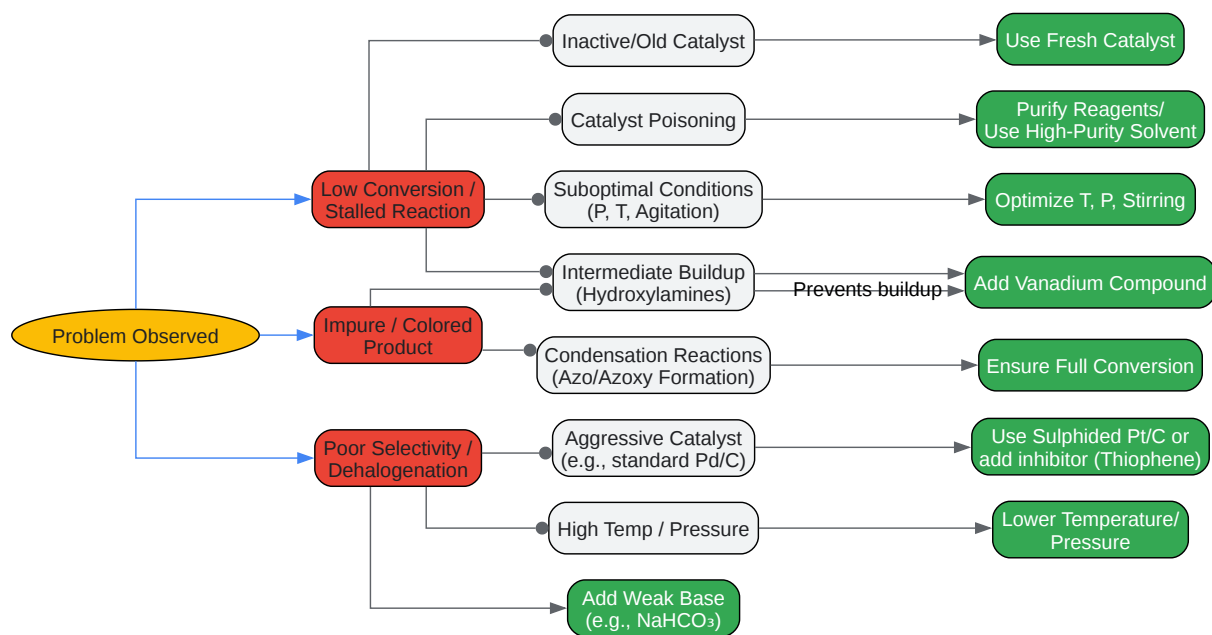 Inactive/Old Catalyst
Use Fresh Catalyst
Catalyst Poisoning
Purify Reagents/
Use High-Purity Solvent
Low Conversion /
Stalled Reaction
Suboptimal Conditions
(P, T, Agitation)
Optimize T, P, Stirring
Intermediate Buildup
(Hydroxylamines)
Prevents buildup
Add Vanadium Compound
Problem Observed
Impure / Colored
Product
Condensation Reactions
(Azo/Azoxy Formation)
Ensure Full Conversion
Poor Selectivity /
Dehalogenation
Aggressive Catalyst
(e.g., standard Pd/C)
Use Sulphided Pt/C or
add inhibitor (Thiophene)
High Temp / Pressure
Lower Temperature/
Pressure
Add Weak Base
(e.g., NaHCO₃)